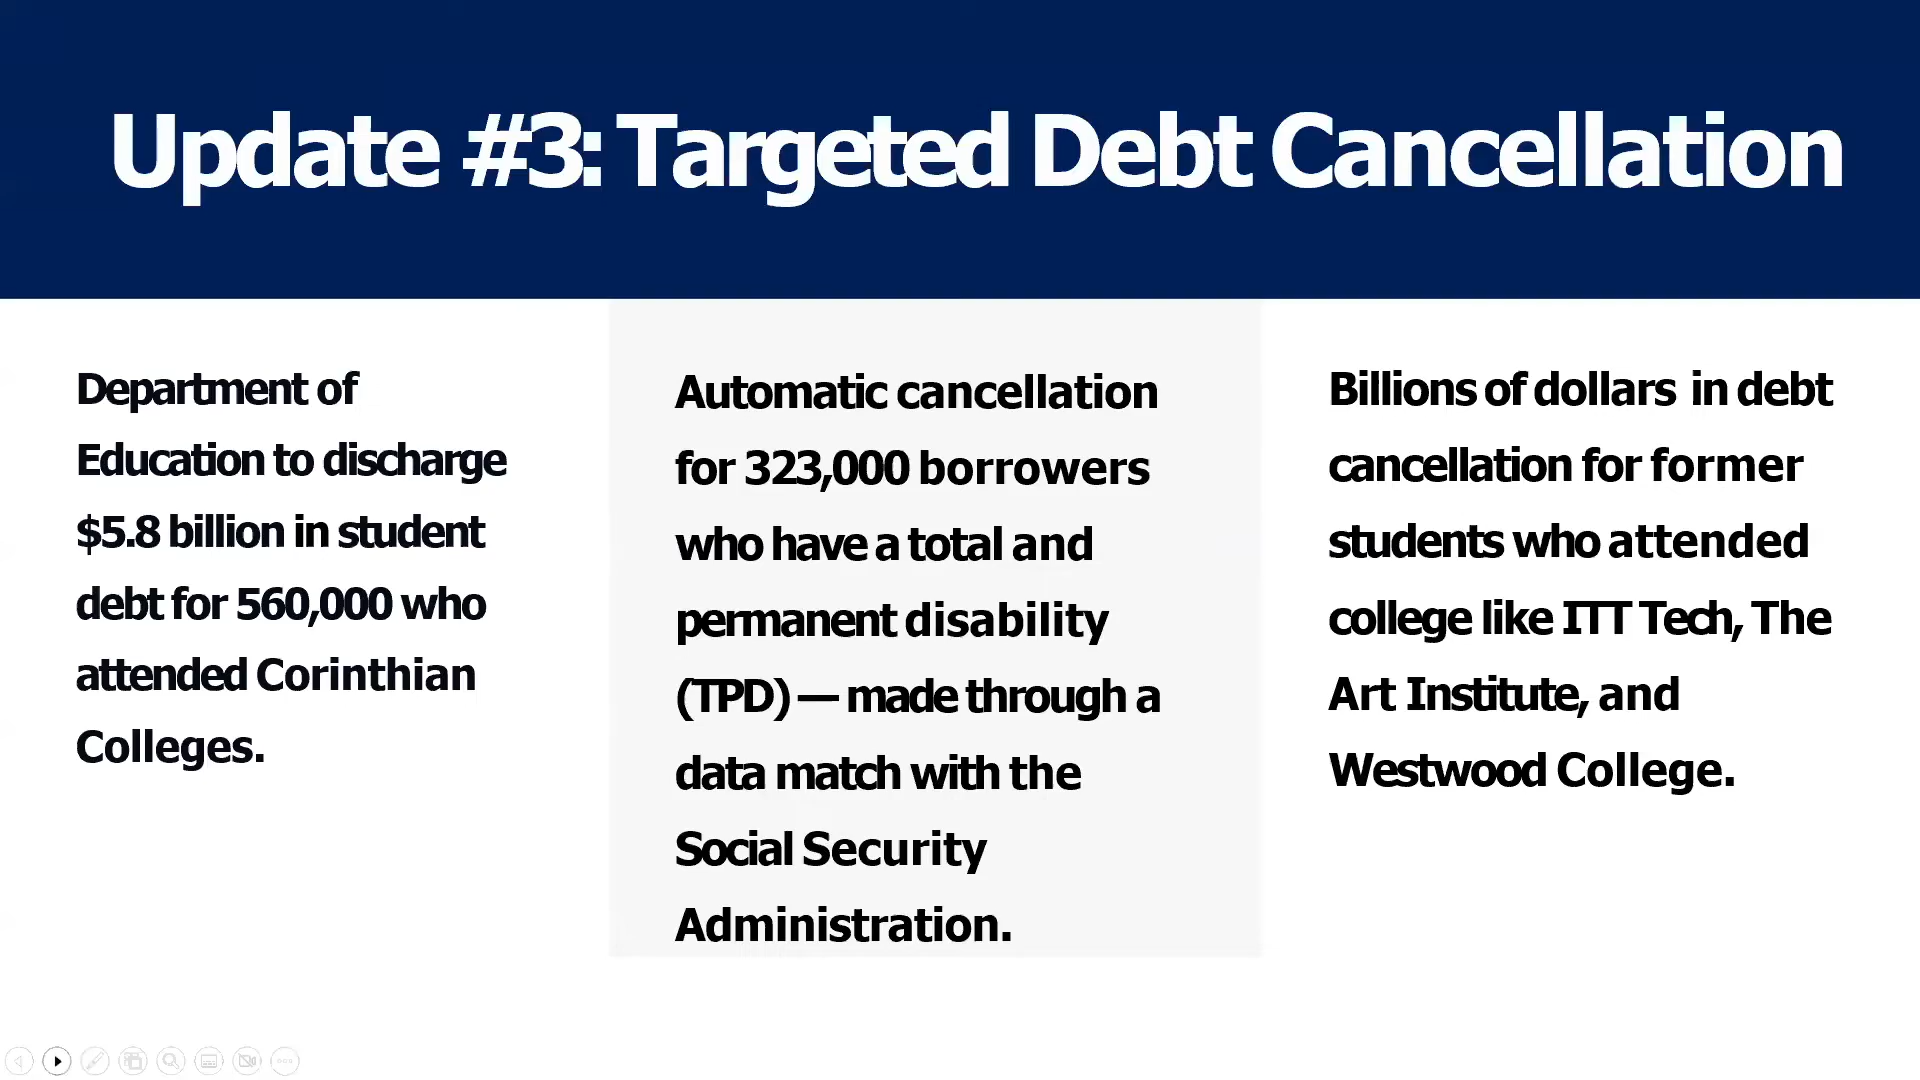 Update #3: Targeted Debt Cancellation
Department of
Education to discharge
$5.8 billion in student
debt for 560,000 who
attended Corinthian
Colleges.
Automatic cancellation
for 323,000 borrowers
who have a total and
permanent disability
(TPD) — made through a
data match with the
Social Security
Administration.
Billions of dollars in debt
cancellation for former
students who attended
college like ITT Tech, The
Art Institute, and
Westwood College.